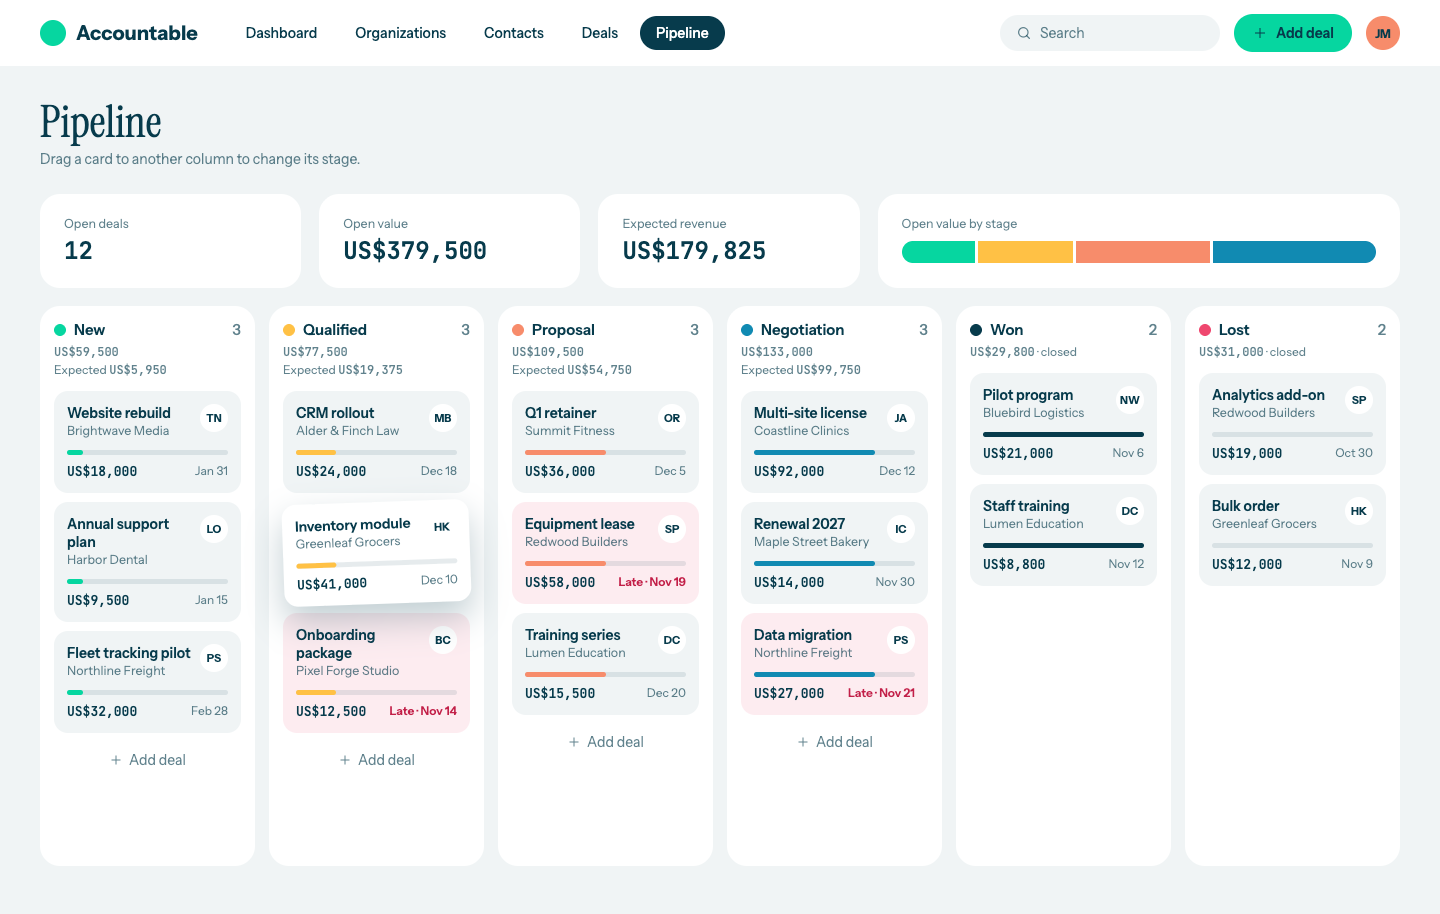 Accountable
Dashboard
Organizations
Contacts
Deals
Pipeline
Search
Add deal
JM
Pipeline
Drag a card to another column to change its stage.
Open deals
12
Open value
US$379,500
Expected revenue
US$179,825
Open value by stage
New 3
US$59,500
Expected US$5,950
Website rebuild TN
Brightwave Media
US$18,000 Jan 31
Annual support LO
plan
Harbor Dental
US$9,500 Jan 15
Fleet tracking pilot PS
Northline Freight
US$32,000 Feb 28
Add deal
Qualified 3
US$77,500
Expected US$19,375
CRM rollout MB
Alder & Finch Law
US$24,000 Dec 18
Inventory module HK
Greenleaf Grocers
US$41,000 Dec 10
Onboarding BC
package
Pixel Forge Studio
US$12,500 Late · Nov 14
Add deal
Proposal 3
US$109,500
Expected US$54,750
Q1 retainer OR
Summit Fitness
US$36,000 Dec 5
Equipment lease SP
Redwood Builders
US$58,000 Late · Nov 19
Training series DC
Lumen Education
US$15,500 Dec 20
Add deal
Negotiation 3
US$133,000
Expected US$99,750
Multi-site license JA
Coastline Clinics
US$92,000 Dec 12
Renewal 2027 IC
Maple Street Bakery
US$14,000 Nov 30
Data migration PS
Northline Freight
US$27,000 Late · Nov 21
Add deal
Won 2
US$29,800 · closed
Pilot program NW
Bluebird Logistics
US$21,000 Nov 6
Staff training DC
Lumen Education
US$8,800 Nov 12
Lost 2
US$31,000 · closed
Analytics add-on SP
Redwood Builders
US$19,000 Oct 30
Bulk order HK
Greenleaf Grocers
US$12,000 Nov 9